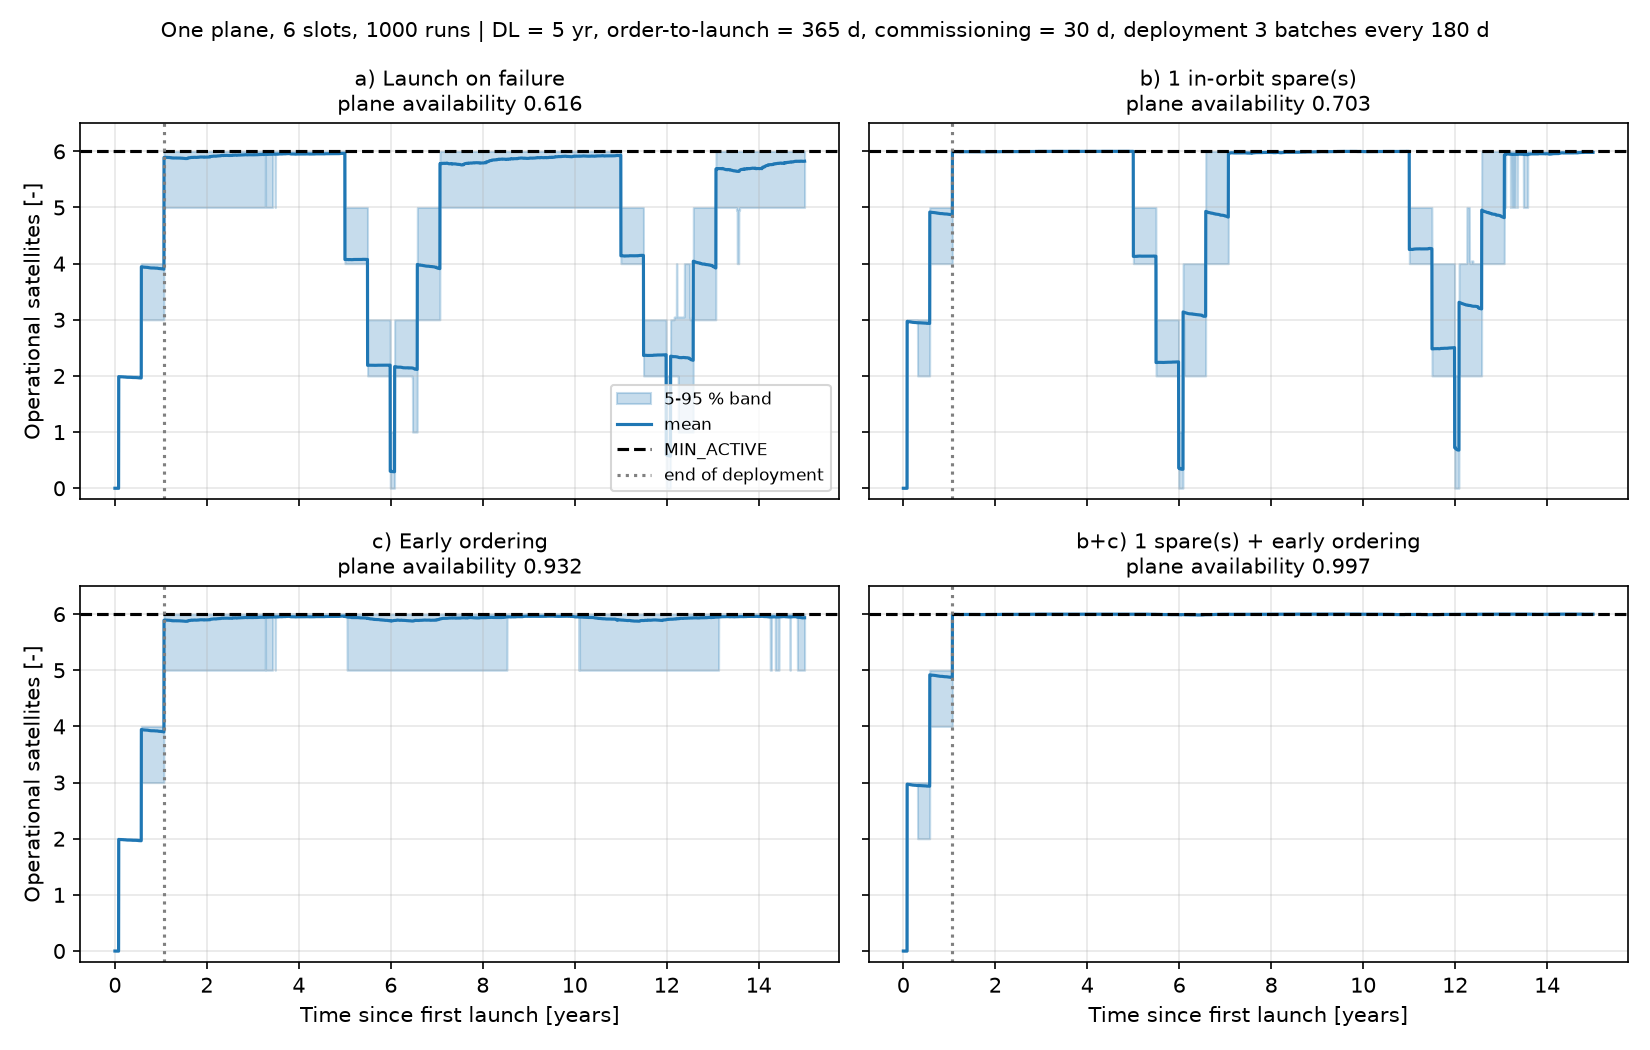 One plane, 6 slots, 1000 runs | DL = 5 yr, order-to-launch = 365 d, commissioning = 30 d, deployment 3 batches every 180 d
a) Launch on failure
plane availability 0.616
b) 1 in-orbit spare(s)
plane availability 0.703
Operational satellites [-]
6
5
4
3
2
1
0
5-95 % band
mean
MIN_ACTIVE
end of deployment
c) Early ordering
plane availability 0.932
b+c) 1 spare(s) + early ordering
plane availability 0.997
Operational satellites [-]
6
5
4
3
2
1
0
0 2 4 6 8 10 12 14
Time since first launch [years]
0 2 4 6 8 10 12 14
Time since first launch [years]